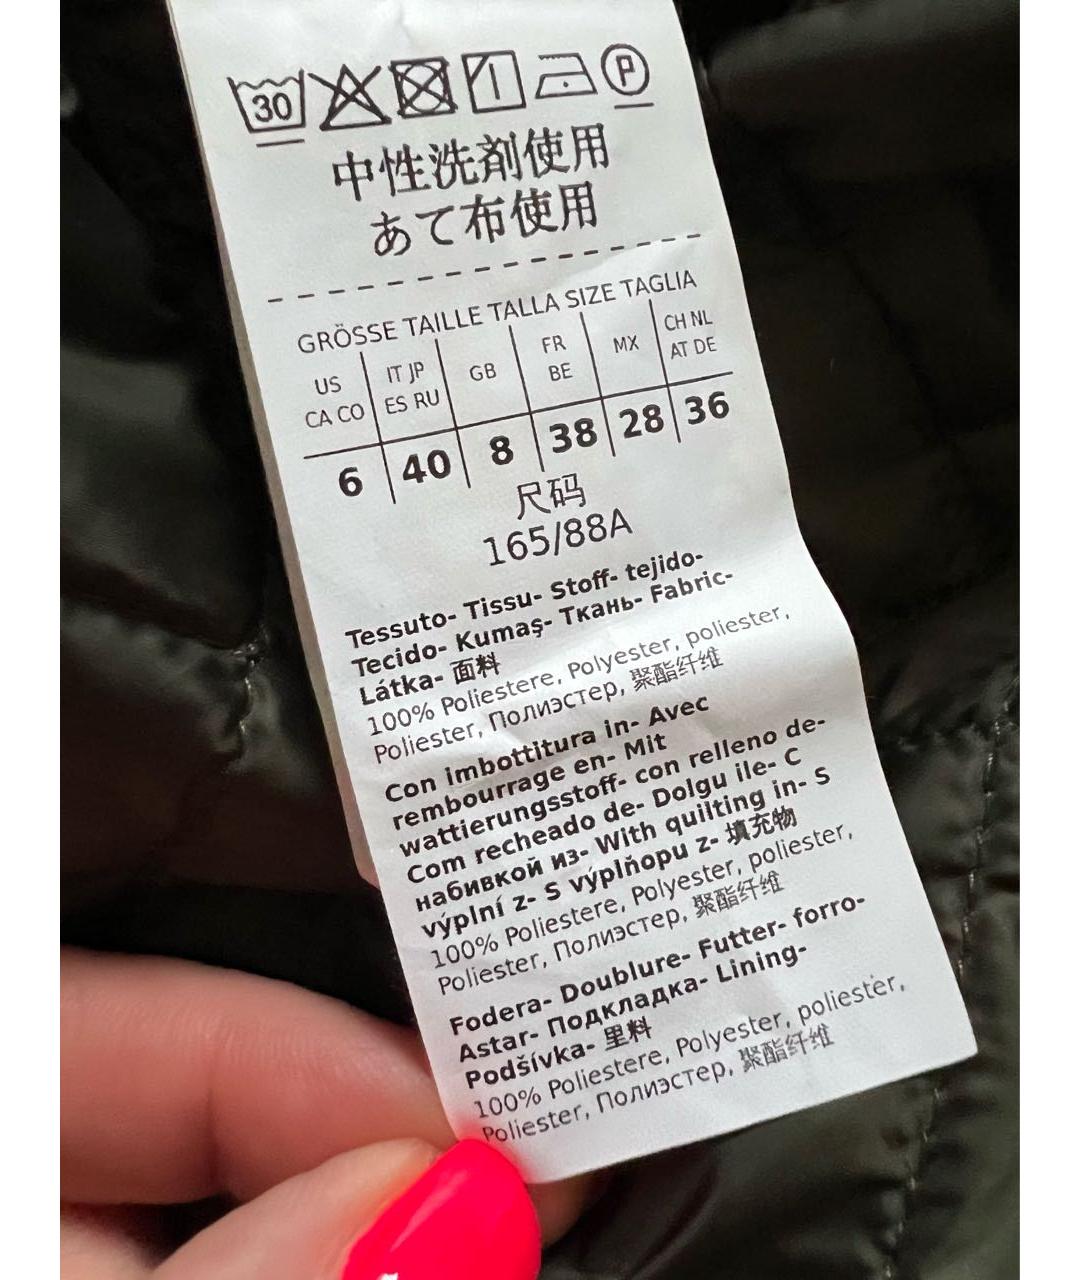 30 P
中性洗剤使用
あて布使用
GRÖSSE TAILLE TALLA SIZE TAGLIA
US CA CO | IT JP ES RU | GB | FR BE | MX | CH NL AT DE
6 | 40 | 8 | 38 | 28 | 36
尺码
165/88A
Tessuto- Tissu- Stoff- tejido-
Tecido- Kumaş- Ткань- Fabric-
Látka- 面料
100% Poliestere, Polyester, poliester,
Poliester, Полиэстер, 聚酯纤维
Con imbottitura in- Avec
rembourrage en- Mit
wattierungsstoff- con relleno de-
Com recheado de- Dolgu ile- C
набивкой из- With quilting in- S
výplní z- S výplňopu z- 填充物
100% Poliestere, Polyester, poliester,
Poliester, Полиэстер, 聚酯纤维
Fodera- Doublure- Futter- forro-
Astar- Подкладка- Lining-
Podšívka- 里料
100% Poliestere, Polyester, poliester,
Poliester, Полиэстер, 聚酯纤维